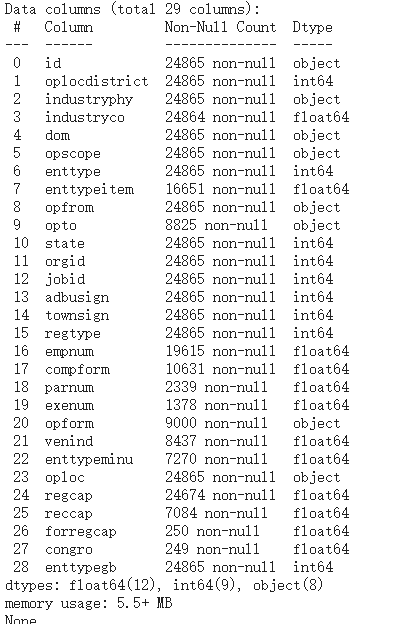 Data columns (total 29 columns):
 #   Column         Non-Null Count  Dtype
---  ------         --------------  -----
 0   id             24865 non-null  object
 1   oplocdistrict  24865 non-null  int64
 2   industryphy    24865 non-null  object
 3   industryco     24864 non-null  float64
 4   dom            24865 non-null  object
 5   opscope        24865 non-null  object
 6   enttype        24865 non-null  int64
 7   enttypeitem    16651 non-null  float64
 8   opfrom         24865 non-null  object
 9   opto           8825 non-null   object
 10  state          24865 non-null  int64
 11  orgid          24865 non-null  int64
 12  jobid          24865 non-null  int64
 13  adbusign       24865 non-null  int64
 14  townsign       24865 non-null  int64
 15  regtype        24865 non-null  int64
 16  empnum         19615 non-null  float64
 17  compform       10631 non-null  float64
 18  parnum         2339 non-null   float64
 19  exenum         1378 non-null   float64
 20  opform         9000 non-null   object
 21  venind         8437 non-null   float64
 22  enttypeminu    7270 non-null   float64
 23  oploc          24865 non-null  object
 24  regcap         24674 non-null  float64
 25  reccap         7084 non-null   float64
 26  forregcap      250 non-null    float64
 27  congro         249 non-null    float64
 28  enttypegb      24865 non-null  int64
dtypes: float64(12), int64(9), object(8)
memory usage: 5.5+ MB
None